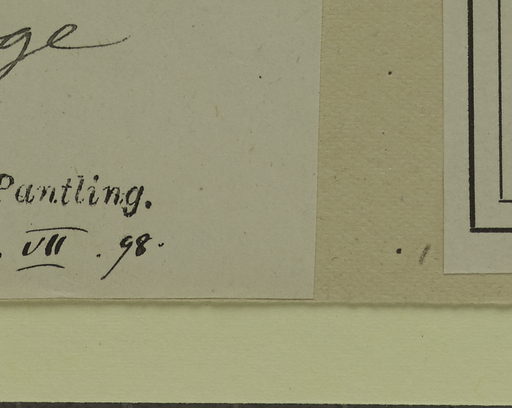 ge
Pantling.
. VII . 98.